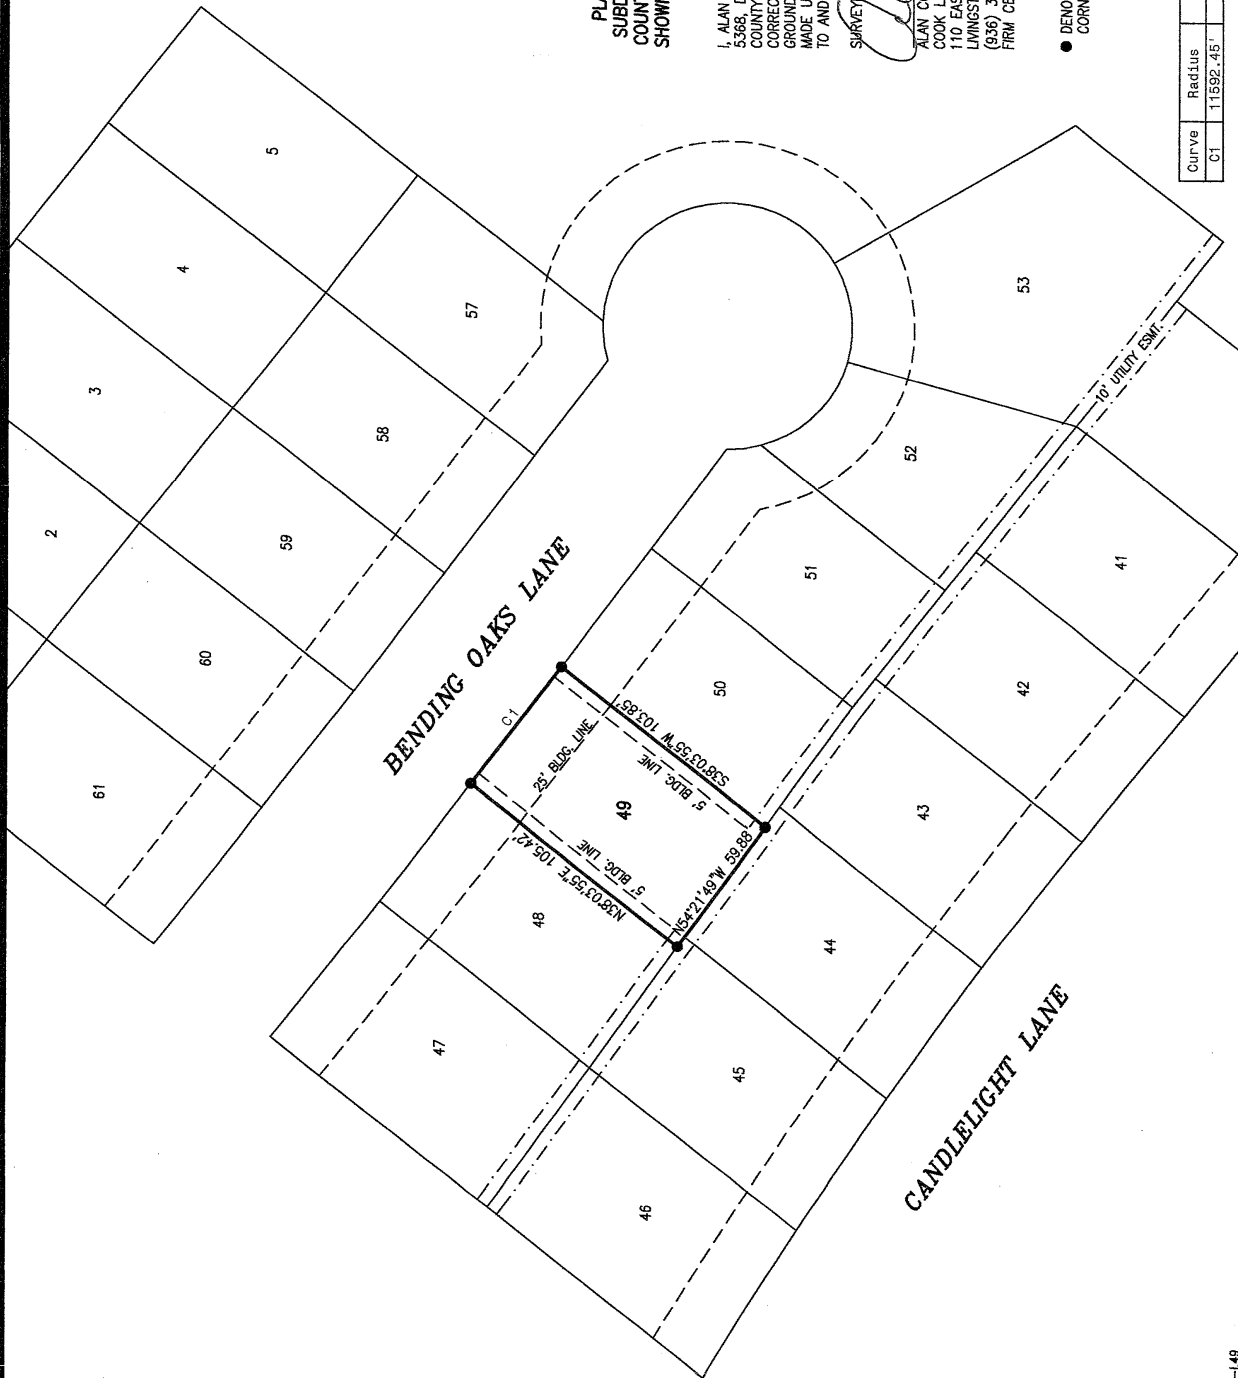 PL
SUBD
COUNT
SHOWI
I, ALAN
5368, D
COUNTY
CORREC
GROUND
MADE U
TO AND
SURVEY
ALAN CO
COOK L
110 EAS
LIVINGST
(936) 3
FIRM CE
● DENO
CORN
Curve Radius
C1 11592.45'
5
4
3
2
57
58
59
60
61
BENDING OAKS LANE
C1
25' BLDG. LINE
49
5' BLDG. LINE
5' BLDG. LINE
N38°03'55"E 105.42'
S38°03'55"W 103.85'
N54°21'49"W 59.88'
47
48
50
51
52
53
10' UTILITY ESMT.
41
42
43
44
45
46
CANDLELIGHT LANE
-L49